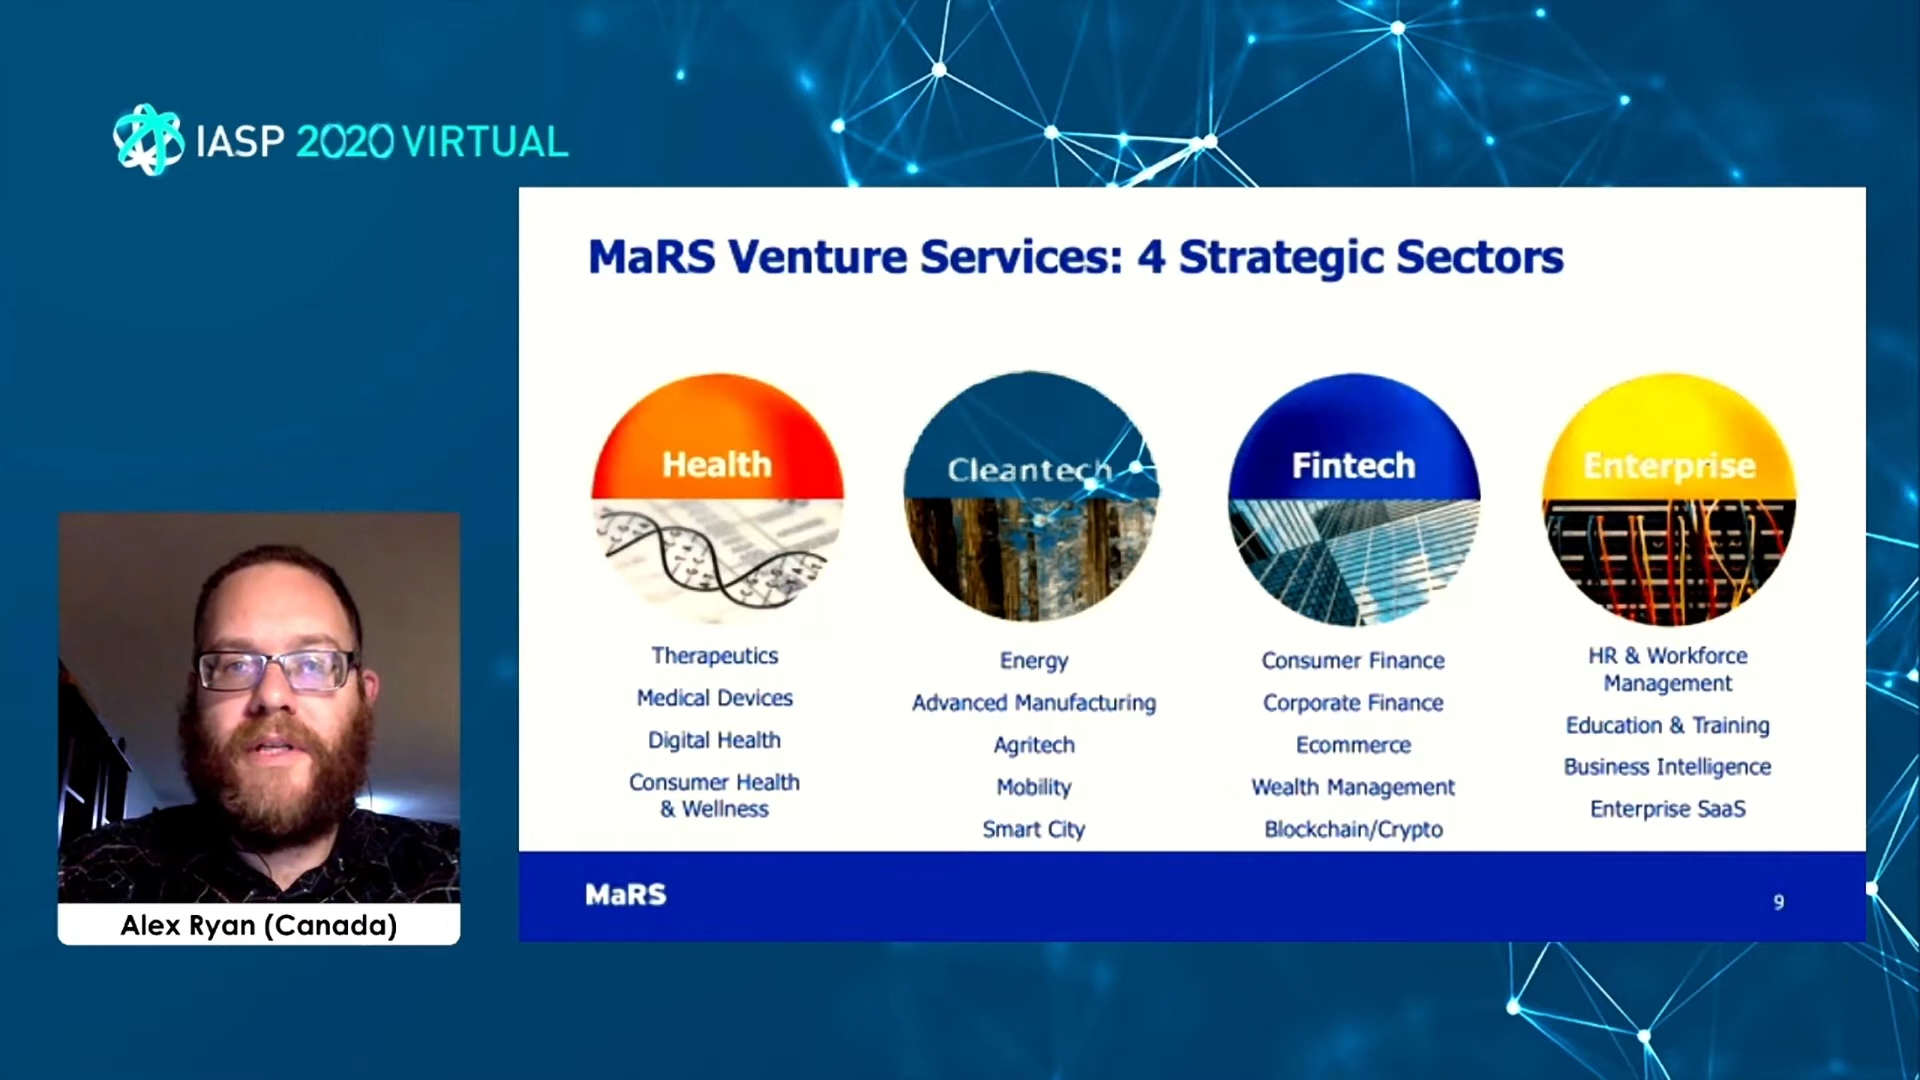 IASP 2020 VIRTUAL
MaRS Venture Services: 4 Strategic Sectors
Health
Therapeutics
Medical Devices
Digital Health
Consumer Health
& Wellness
Cleantech
Energy
Advanced Manufacturing
Agritech
Mobility
Smart City
Fintech
Consumer Finance
Corporate Finance
Ecommerce
Wealth Management
Blockchain/Crypto
Enterprise
HR & Workforce
Management
Education & Training
Business Intelligence
Enterprise SaaS
MaRS
9
Alex Ryan (Canada)